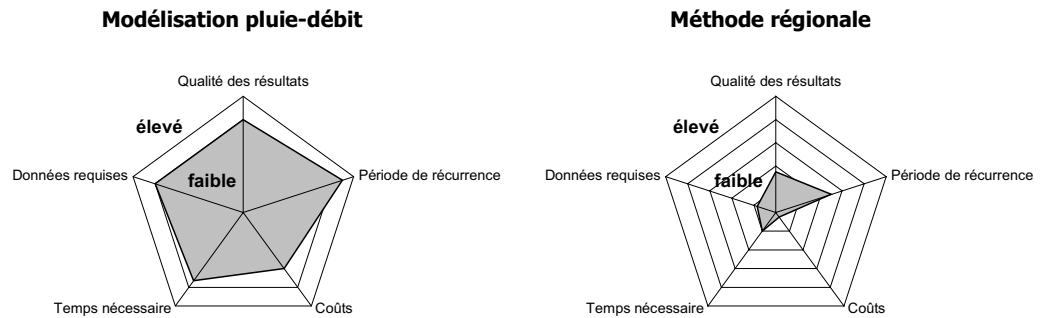 Modélisation pluie-débit
Qualité des résultats
élevé
Données requises
faible
Période de récurrence
Temps nécessaire
Coûts
Méthode régionale
Qualité des résultats
élevé
Données requises
faible
Période de récurrence
Temps nécessaire
Coûts